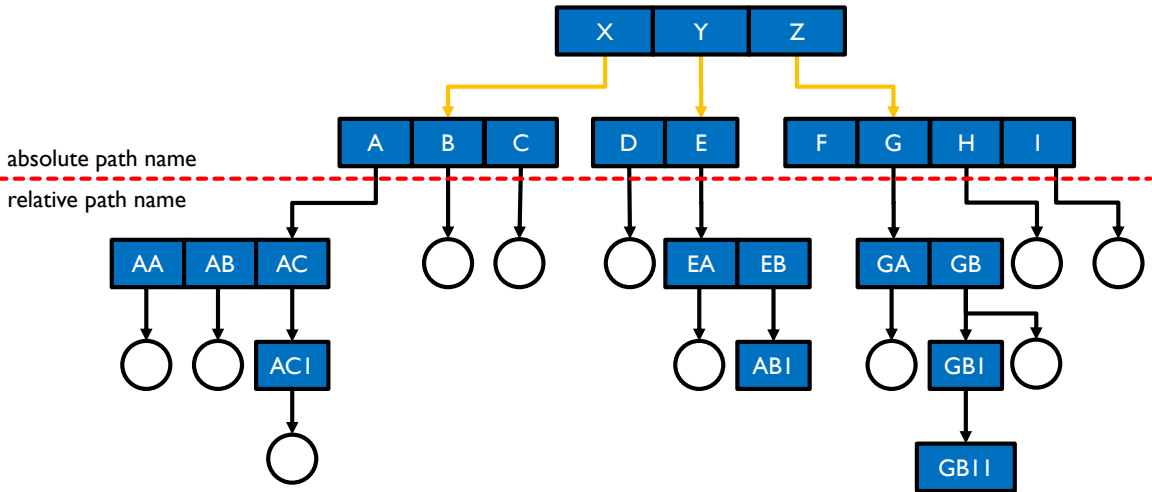 X Y Z
A B C D E F G H I
absolute path name
relative path name
AA AB AC EA EB GA GB
AC1 AB1 GB1
GB11